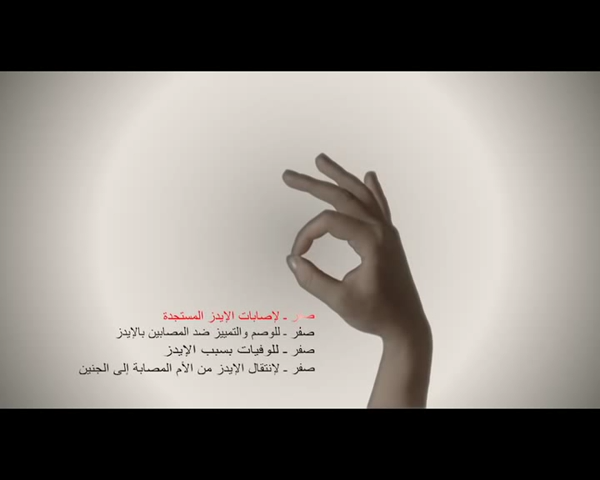 صفر ـ لإصابات الإيدز المستجدة
صفر ـ للوصم والتمييز ضد المصابين بالإيدز
صفر ـ للوفيات بسبب الإيدز
صفر ـ لإنتقال الإيدز من الأم المصابة إلى الجنين